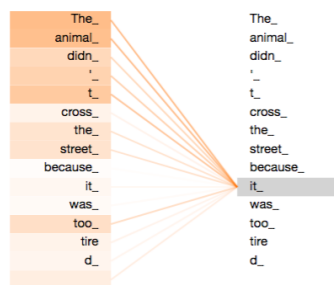 The_ The_
animal_ animal_
didn_ didn_
'_ '_
t_ t_
cross_ cross_
the_ the_
street_ street_
because_ because_
it_ it_
was_ was_
too_ too_
tire tire
d_ d_